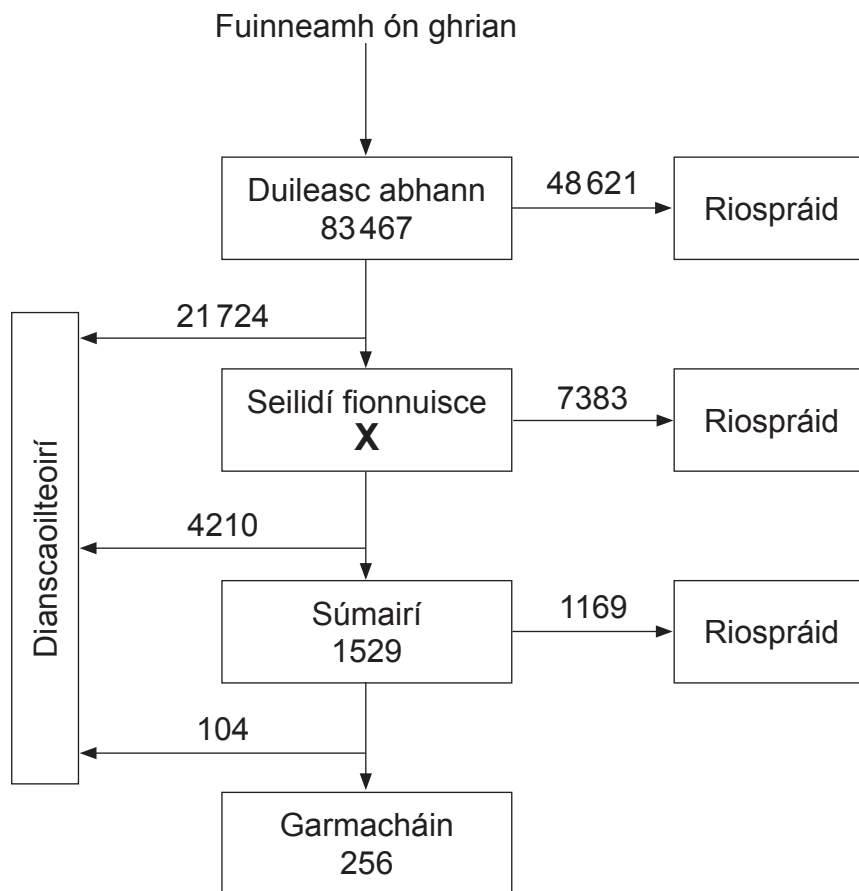 Fuinneamh ón ghrian
Duileasc abhann
83 467
48 621
Riospráid
21 724
Seilidí fionnuisce
X
7383
Riospráid
Dianscaoilteoirí
4210
Súmairí
1529
1169
Riospráid
104
Garmacháin
256